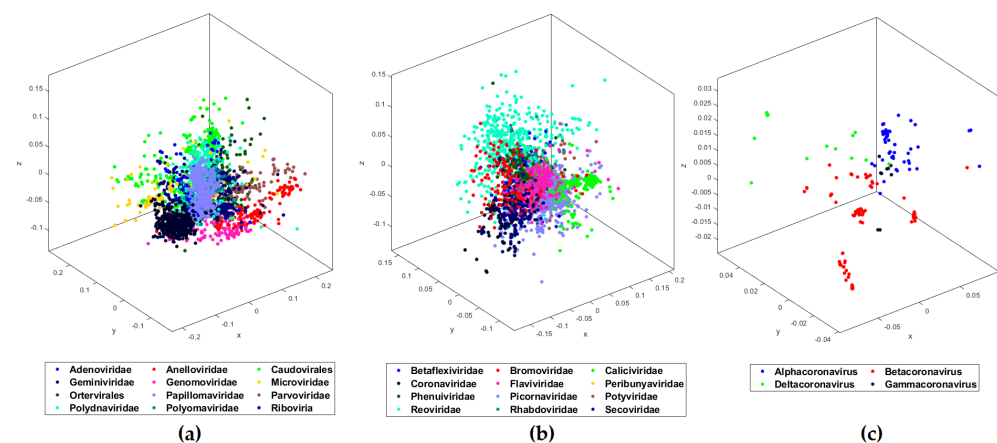 0.15
0.1
0.05
0
-0.05
-0.1
z
0.2
0.1
0
-0.1
y
-0.2
-0.1
0
0.1
0.2
x
Adenoviridae Anelloviridae Caudovirales
Geminiviridae Genomoviridae Microviridae
Ortervirales Papillomaviridae Parvoviridae
Polydnaviridae Polyomaviridae Riboviria
(a)
0.15
0.1
0.05
0
-0.05
-0.1
z
0.15
0.1
0.05
0
-0.05
-0.1
y
-0.15
-0.1
-0.05
0
0.05
0.1
0.15
0.2
x
Betaflexiviridae Bromoviridae Caliciviridae
Coronaviridae Flaviviridae Peribunyaviridae
Phenuiviridae Picornaviridae Potyviridae
Reoviridae Rhabdoviridae Secoviridae
(b)
0.03
0.025
0.02
0.015
0.01
0.005
0
-0.005
-0.01
-0.015
-0.02
z
0.04
0.02
0
-0.02
-0.04
y
-0.05
0
0.05
x
Alphacoronavirus Betacoronavirus
Deltacoronavirus Gammacoronavirus
(c)